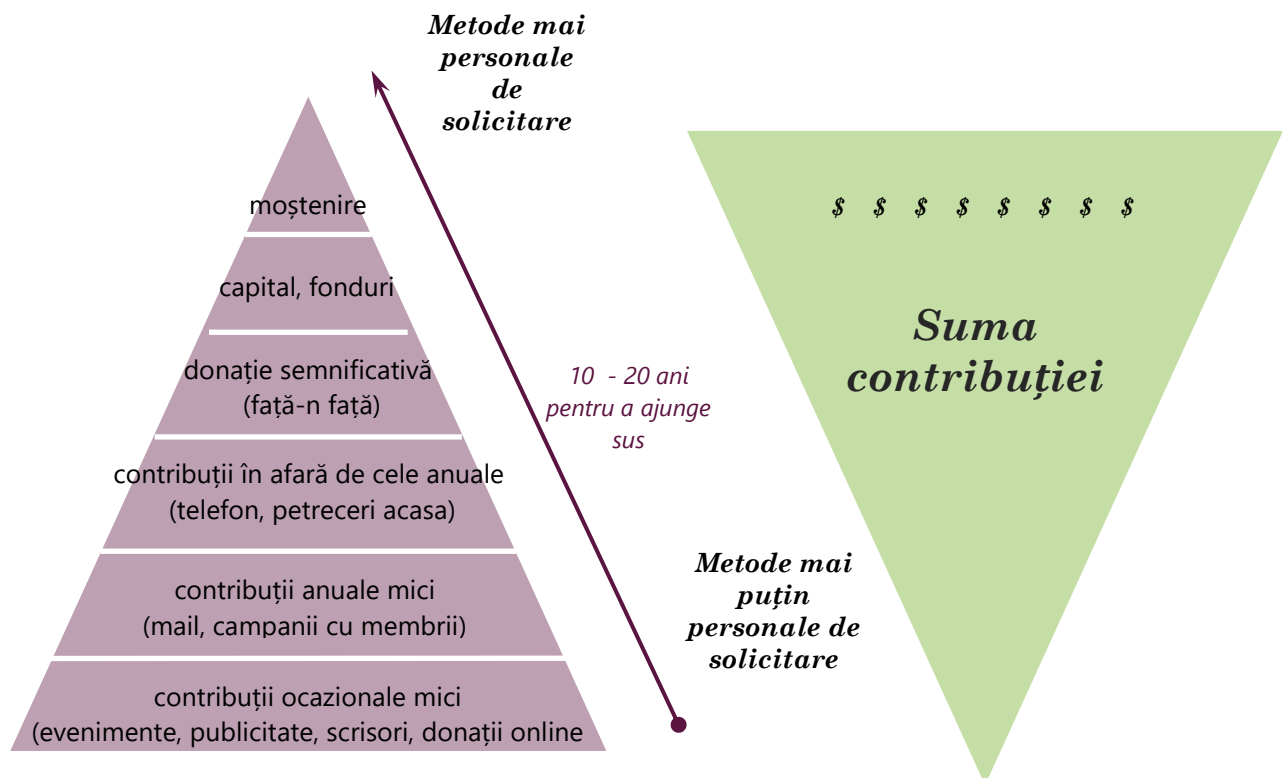 Metode mai
personale
de
solicitare
moștenire
capital, fonduri
donație semnificativă
(față-n față)
contribuții în afară de cele anuale
(telefon, petreceri acasa)
contribuții anuale mici
(mail, campanii cu membrii)
contribuții ocazionale mici
(evenimente, publicitate, scrisori, donații online
10 - 20 ani
pentru a ajunge
sus
Metode mai
puțin
personale de
solicitare
$ $ $ $ $ $ $ $
Suma
contribuției